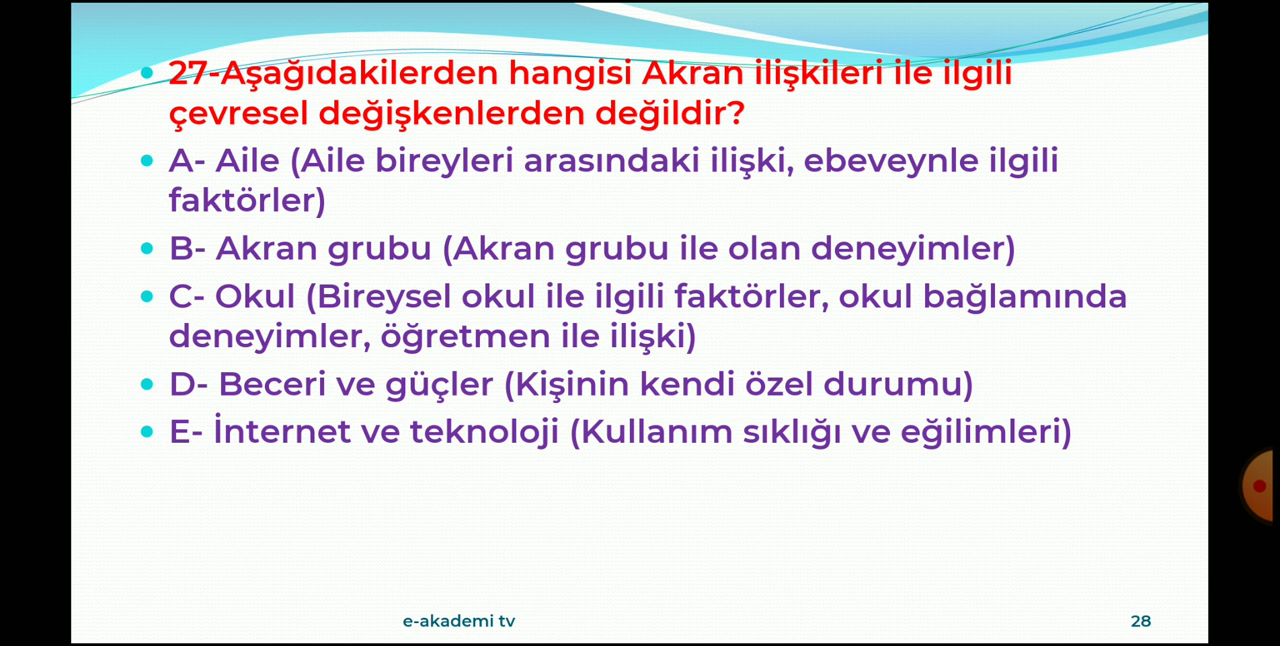 27-Aşağıdakilerden hangisi Akran ilişkileri ile ilgili
çevresel değişkenlerden değildir?
A- Aile (Aile bireyleri arasındaki ilişki, ebeveynle ilgili
faktörler)
B- Akran grubu (Akran grubu ile olan deneyimler)
C- Okul (Bireysel okul ile ilgili faktörler, okul bağlamında
deneyimler, öğretmen ile ilişki)
D- Beceri ve güçler (Kişinin kendi özel durumu)
E- İnternet ve teknoloji (Kullanım sıklığı ve eğilimleri)
e-akademi tv
28